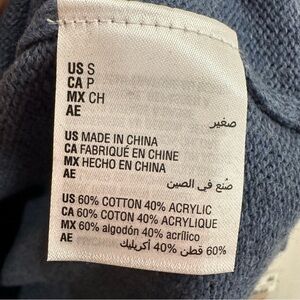 US S
CA P
MX CH
AE
صغير
US MADE IN CHINA
CA FABRIQUÉ EN CHINE
MX HECHO EN CHINA
AE
صُنع في الصين
US 60% COTTON 40% ACRYLIC
CA 60% COTON 40% ACRYLIQUE
MX 60% algodón 40% acrílico
AE
60% قطن 40% أكريليك